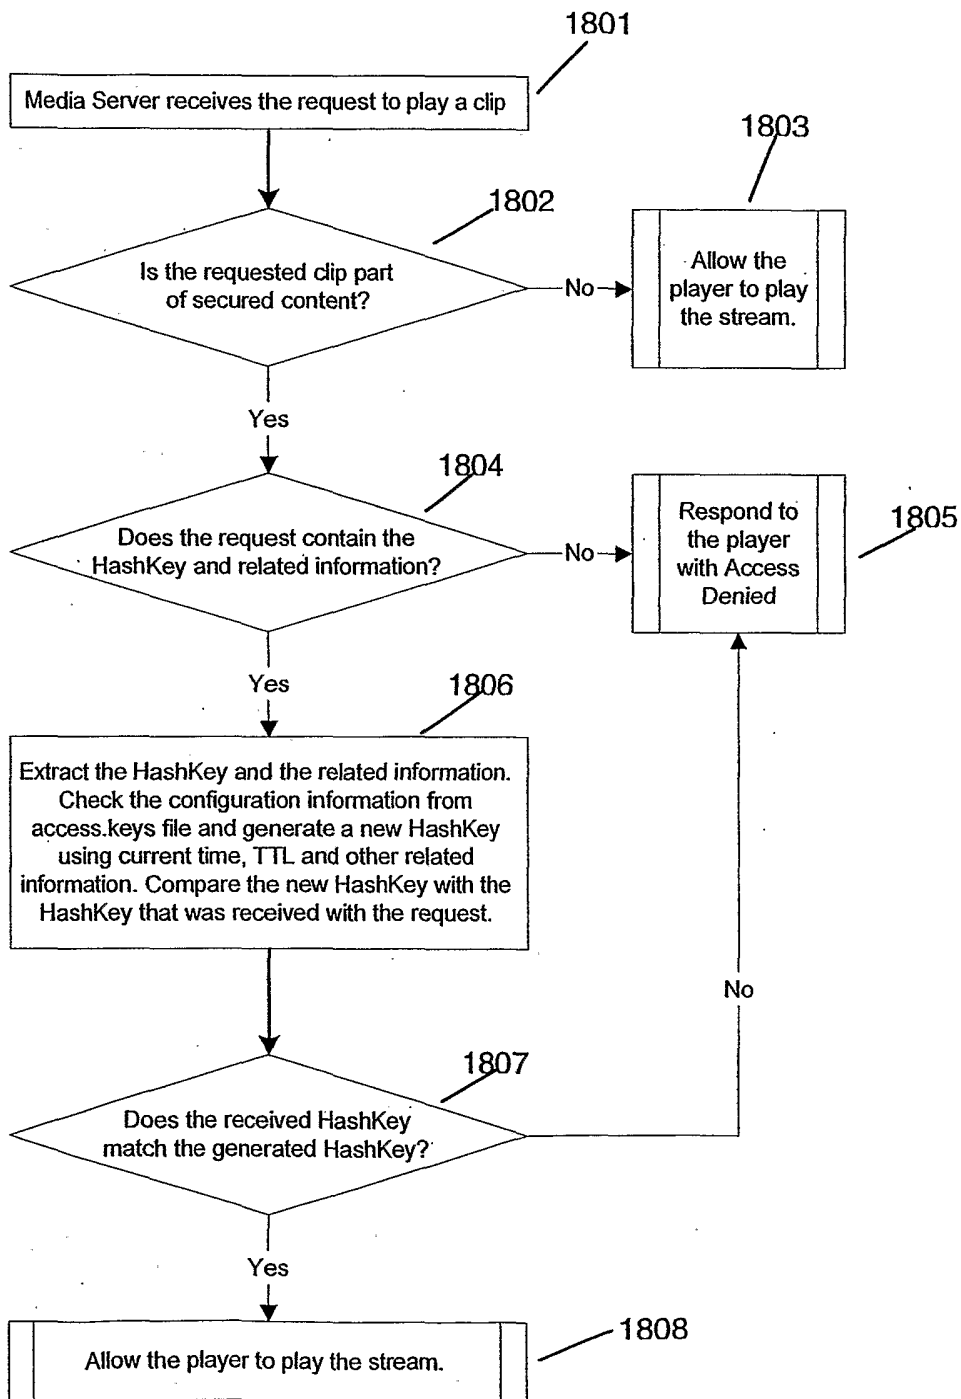 1801
Media Server receives the request to play a clip
1803
1802
Is the requested clip part
of secured content?
No
Allow the
player to play
the stream.
Yes
1804
Does the request contain the
HashKey and related information?
No
Respond to
the player
with Access
Denied
1805
Yes
1806
Extract the HashKey and the related information.
Check the configuration information from
access.keys file and generate a new HashKey
using current time, TTL and other related
information. Compare the new HashKey with the
HashKey that was received with the request.
No
1807
Does the received HashKey
match the generated HashKey?
Yes
1808
Allow the player to play the stream.